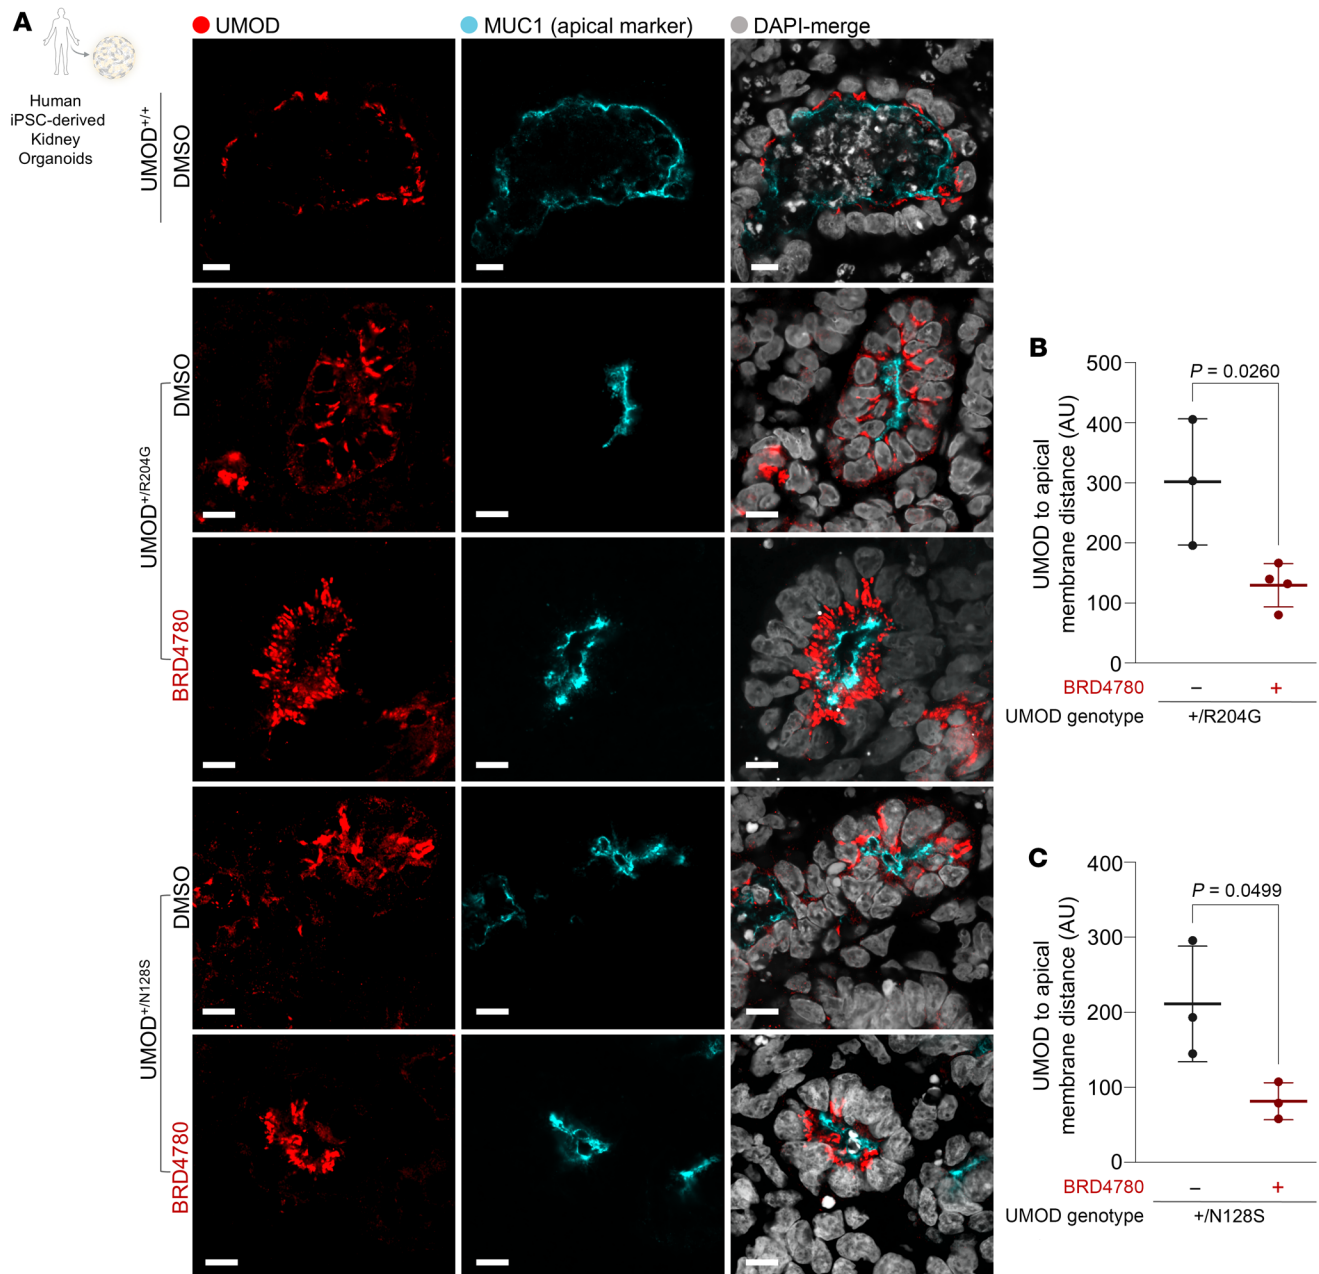 A
UMOD
MUC1 (apical marker)
DAPI-merge
Human
iPSC-derived
Kidney
Organoids
UMOD+/+
DMSO
UMOD+/R204G
DMSO
BRD4780
UMOD+/N128S
DMSO
BRD4780
B
UMOD to apical
membrane distance (AU)
500
400
300
200
100
0
P = 0.0260
BRD4780 − +
UMOD genotype +/R204G
C
UMOD to apical
membrane distance (AU)
400
300
200
100
0
P = 0.0499
BRD4780 − +
UMOD genotype +/N128S